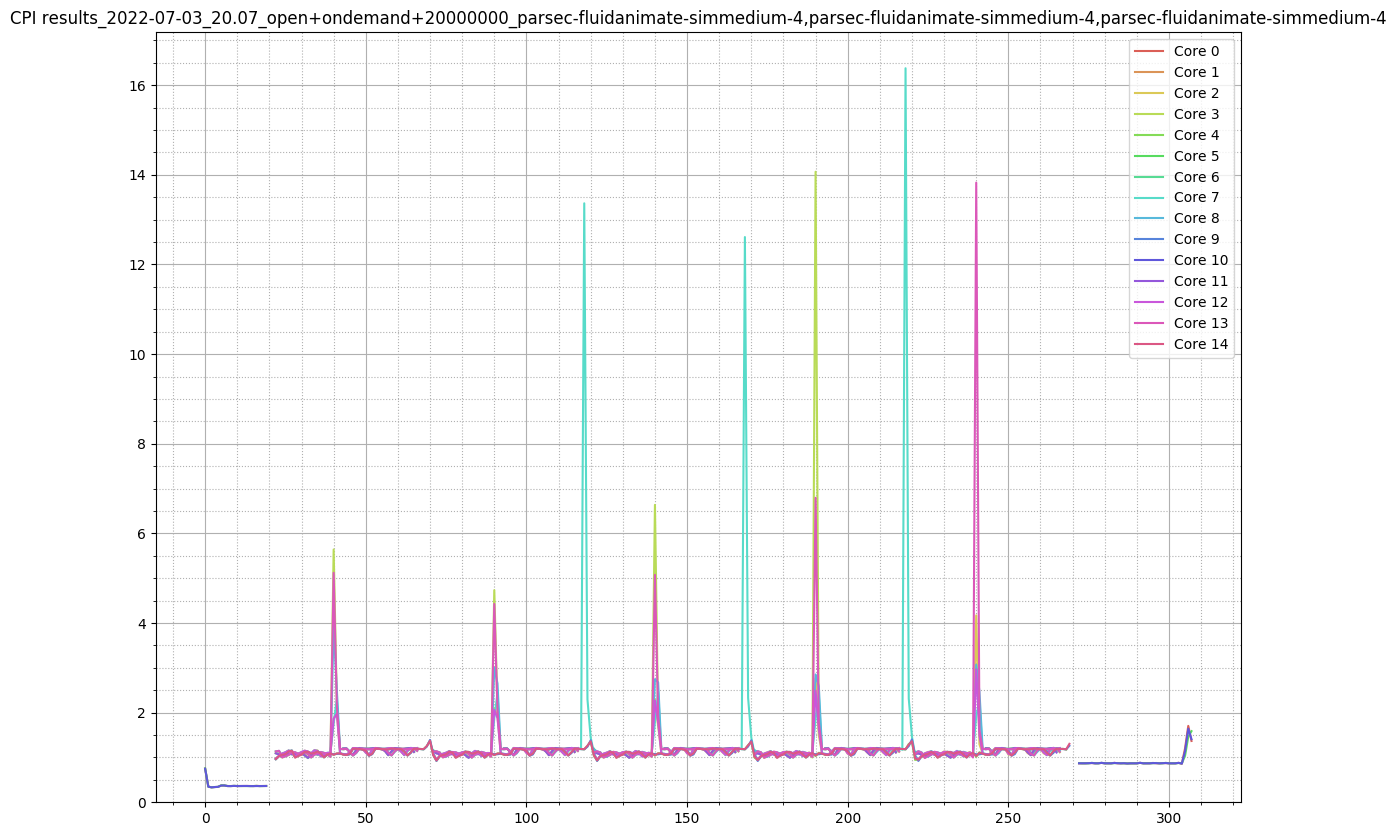 CPI results_2022-07-03_20.07_open+ondemand+20000000_parsec-fluidanimate-simmedium-4,parsec-fluidanimate-simmedium-4,parsec-fluidanimate-simmedium-4
Core 0
Core 1
Core 2
Core 3
Core 4
Core 5
Core 6
Core 7
Core 8
Core 9
Core 10
Core 11
Core 12
Core 13
Core 14
16
14
12
10
8
6
4
2
0
0 50 100 150 200 250 300